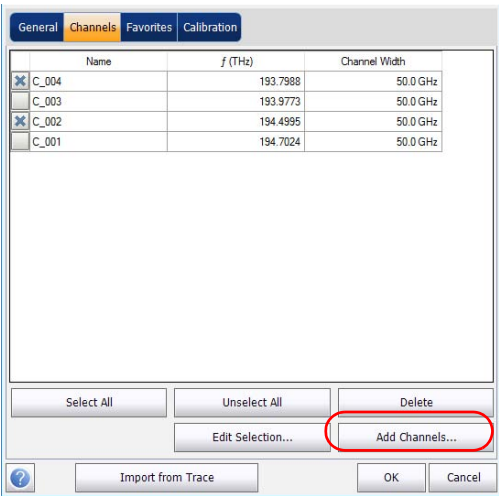 General Channels Favorites Calibration
Name f (THz) Channel Width
C_004 193.7988 50.0 GHz
C_003 193.9773 50.0 GHz
C_002 194.4995 50.0 GHz
C_001 194.7024 50.0 GHz
Select All Unselect All Delete
Edit Selection... Add Channels...
? Import from Trace OK Cancel